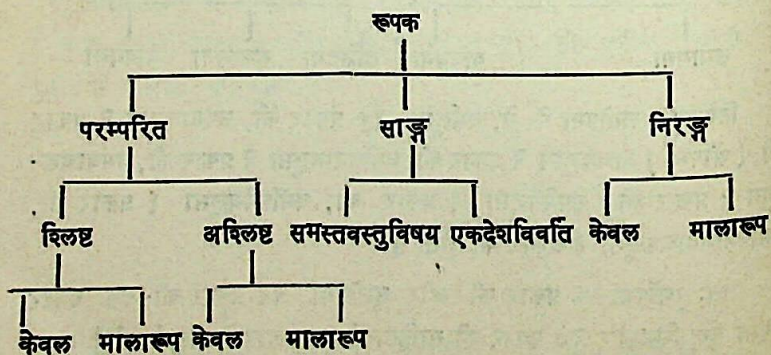 रूपक
परम्परित साङ्ग निरङ्ग
श्लिष्ट अश्लिष्ट समस्तवस्तुविषय एकदेशविवर्ति केवल मालारूप
केवल मालारूप केवल मालारूप